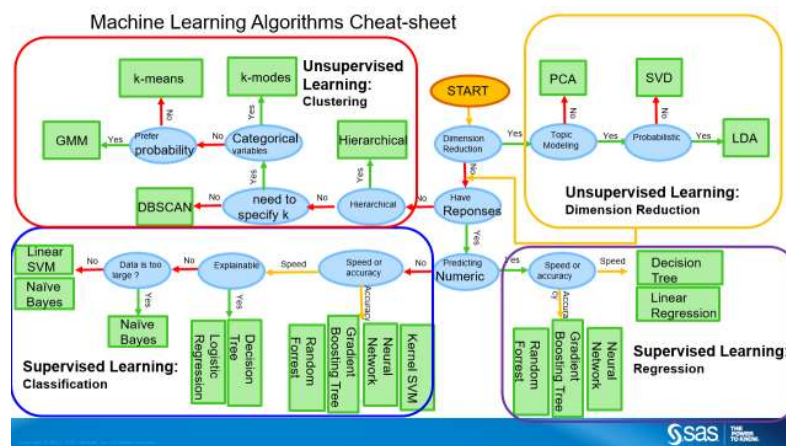 Machine Learning Algorithms Cheat-sheet
Unsupervised
Learning:
Clustering
k-means
k-modes
No
Yes
GMM
Yes
Prefer
probability
No
Categorical
variables
Hierarchical
Yes
Yes
DBSCAN
No
need to
specify k
No
Hierarchical
No
START
Dimension
Reduction
Yes
No
Have
Reponses
Yes
PCA
SVD
No
No
Topic
Modeling
Yes
Probabilistic
Yes
LDA
Unsupervised Learning:
Dimension Reduction
Linear
SVM
Naïve
Bayes
No
Data is too
large ?
No
Explainable
Speed
Speed or
accuracy
No
Predicting
Numeric
Yes
Speed or
accuracy
Speed
Decision
Tree
Linear
Regression
Yes
Naïve
Bayes
Yes
Logistic
Regression
Decision
Tree
Accuracy
Random
Forrest
Gradient
Boosting Tree
Neural
Network
Kernel SVM
Accuracy
Random
Forrest
Gradient
Boosting Tree
Neural
Network
Supervised Learning:
Classification
Supervised Learning:
Regression
sas
THE
POWER
TO KNOW.